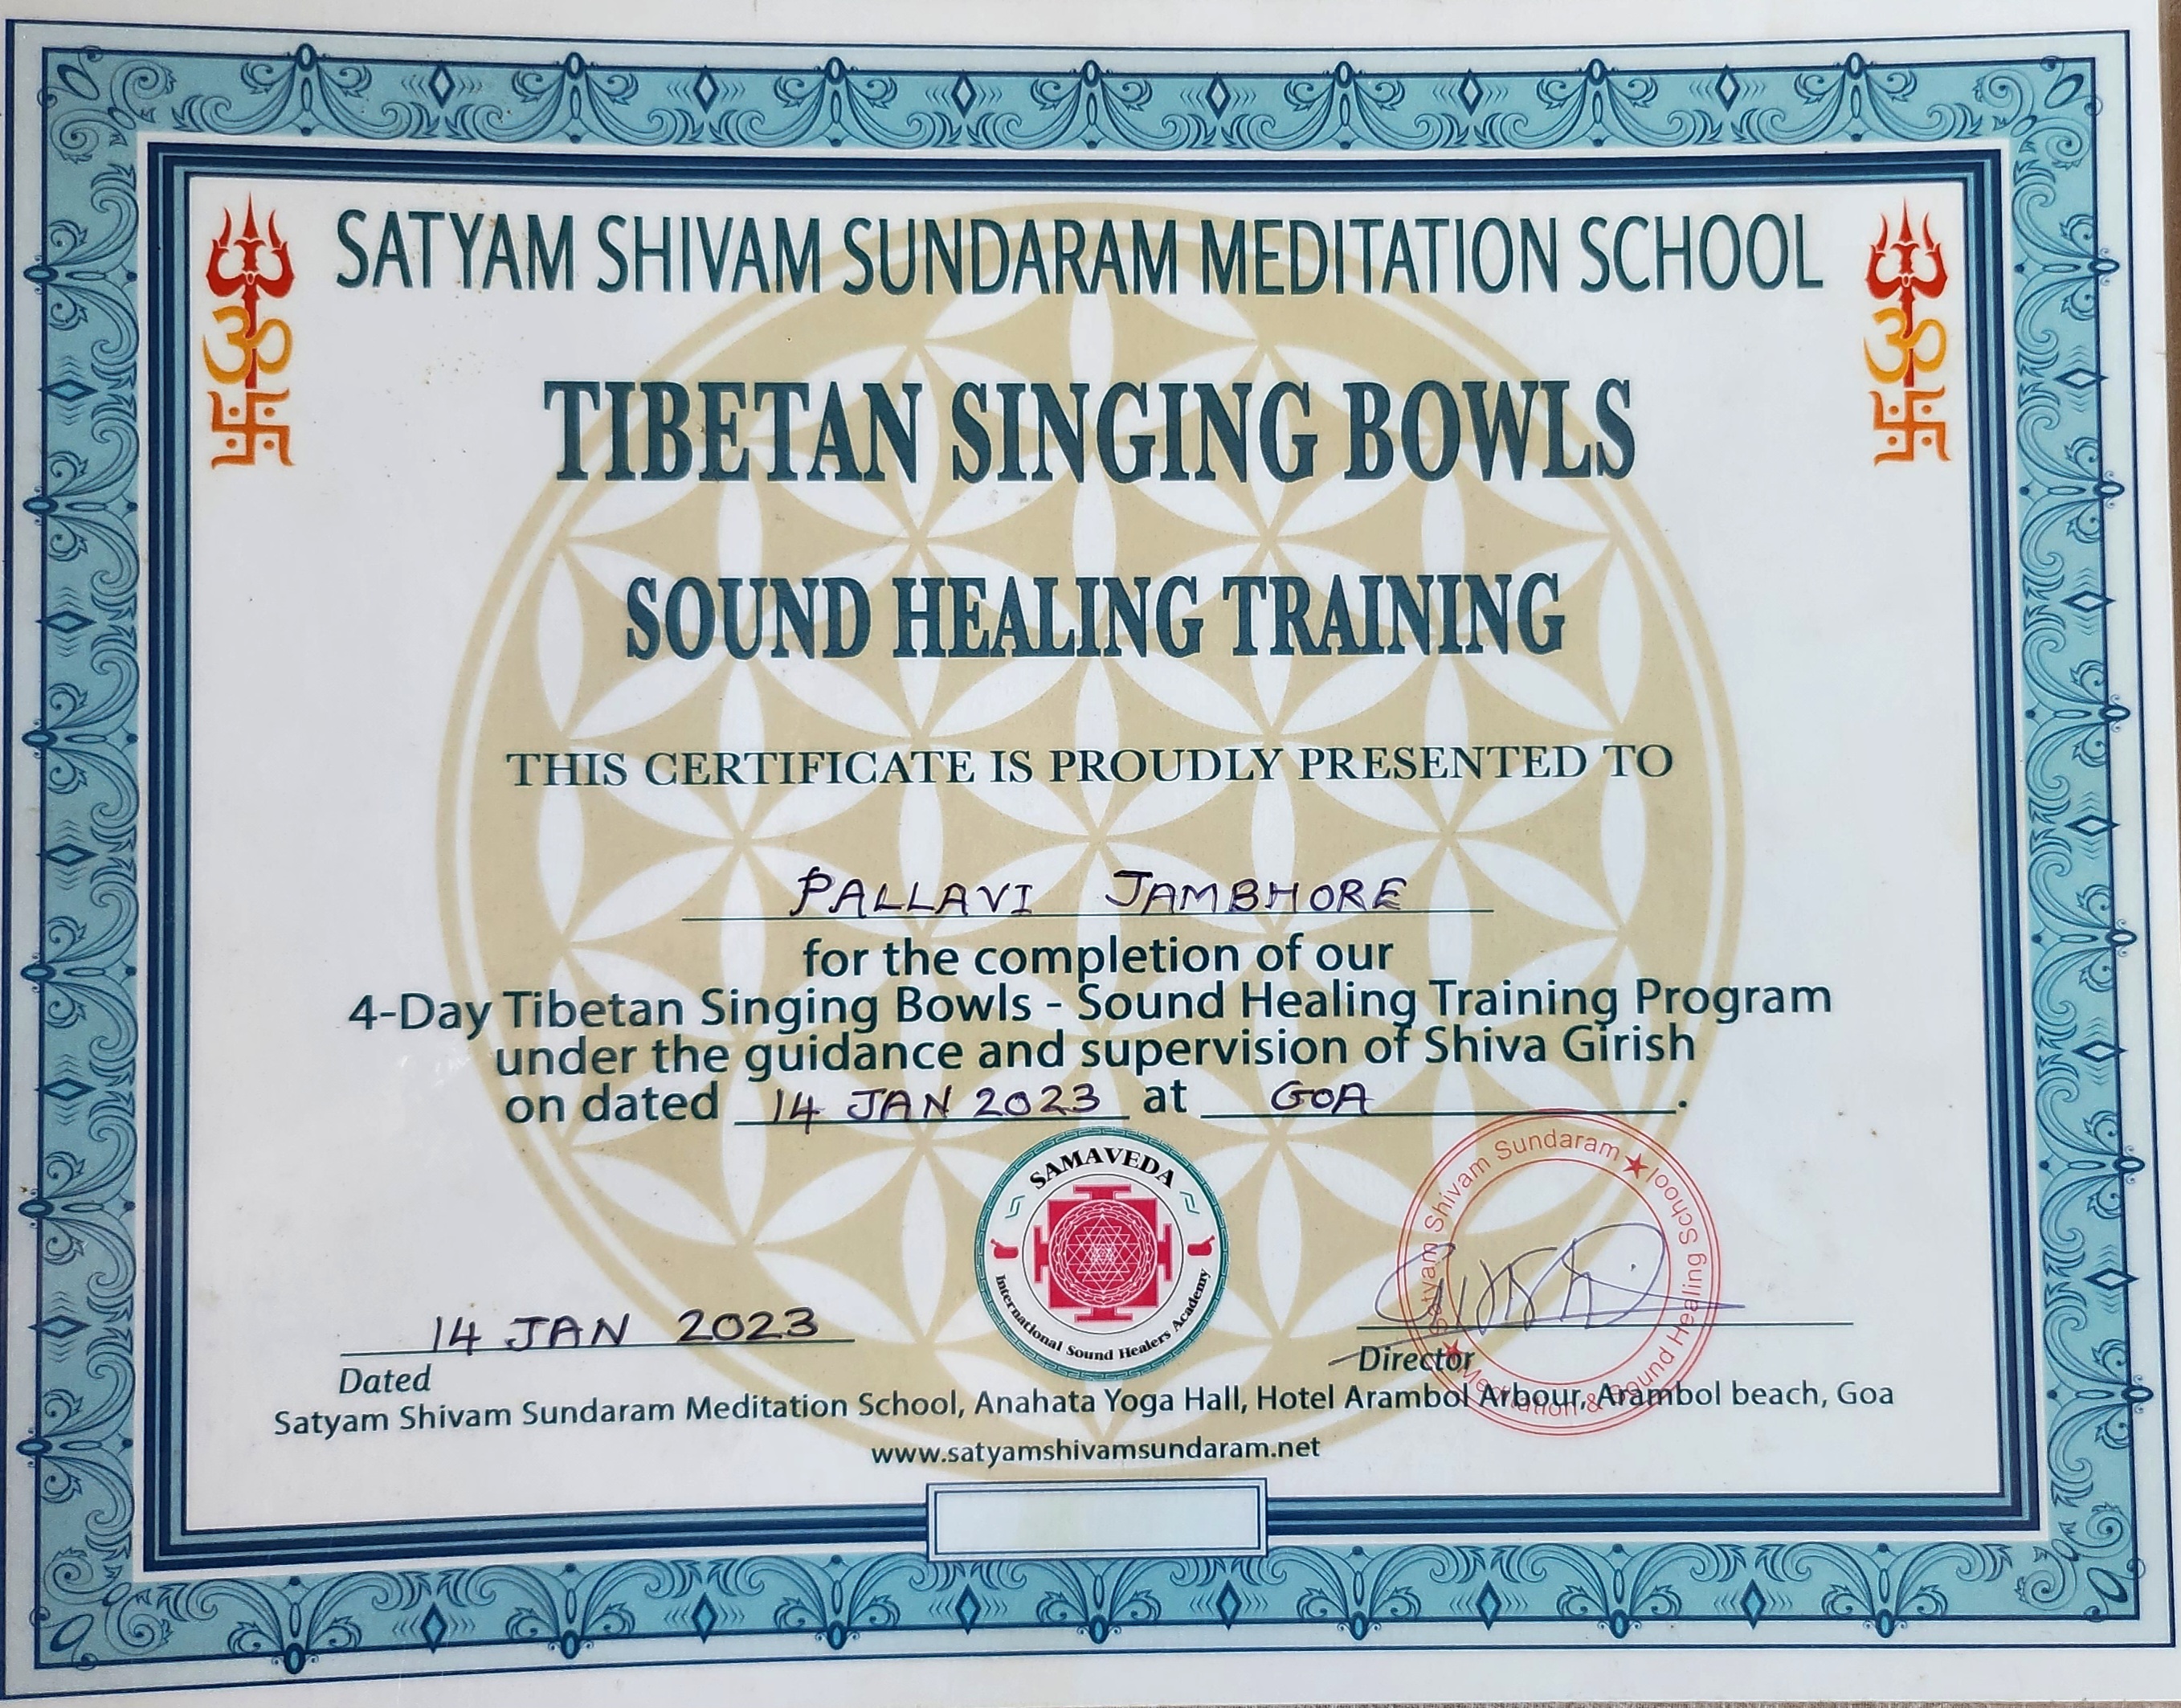 SATYAM SHIVAM SUNDARAM MEDITATION SCHOOL
ॐ
ॐ
TIBETAN SINGING BOWLS
SOUND HEALING TRAINING
THIS CERTIFICATE IS PROUDLY PRESENTED TO
PALLAVI JAMBHORE
for the completion of our
4-Day Tibetan Singing Bowls - Sound Healing Training Program
under the guidance and supervision of Shiva Girish
on dated 14 JAN 2023 at GOA.
SAMAVEDA
International Sound Healers Academy
Satyam Shivam Sundaram ★
Meditation & Sound Healing School ★
14 JAN 2023
Dated
Director
Satyam Shivam Sundaram Meditation School, Anahata Yoga Hall, Hotel Arambol Arbour, Arambol beach, Goa
www.satyamshivamsundaram.net